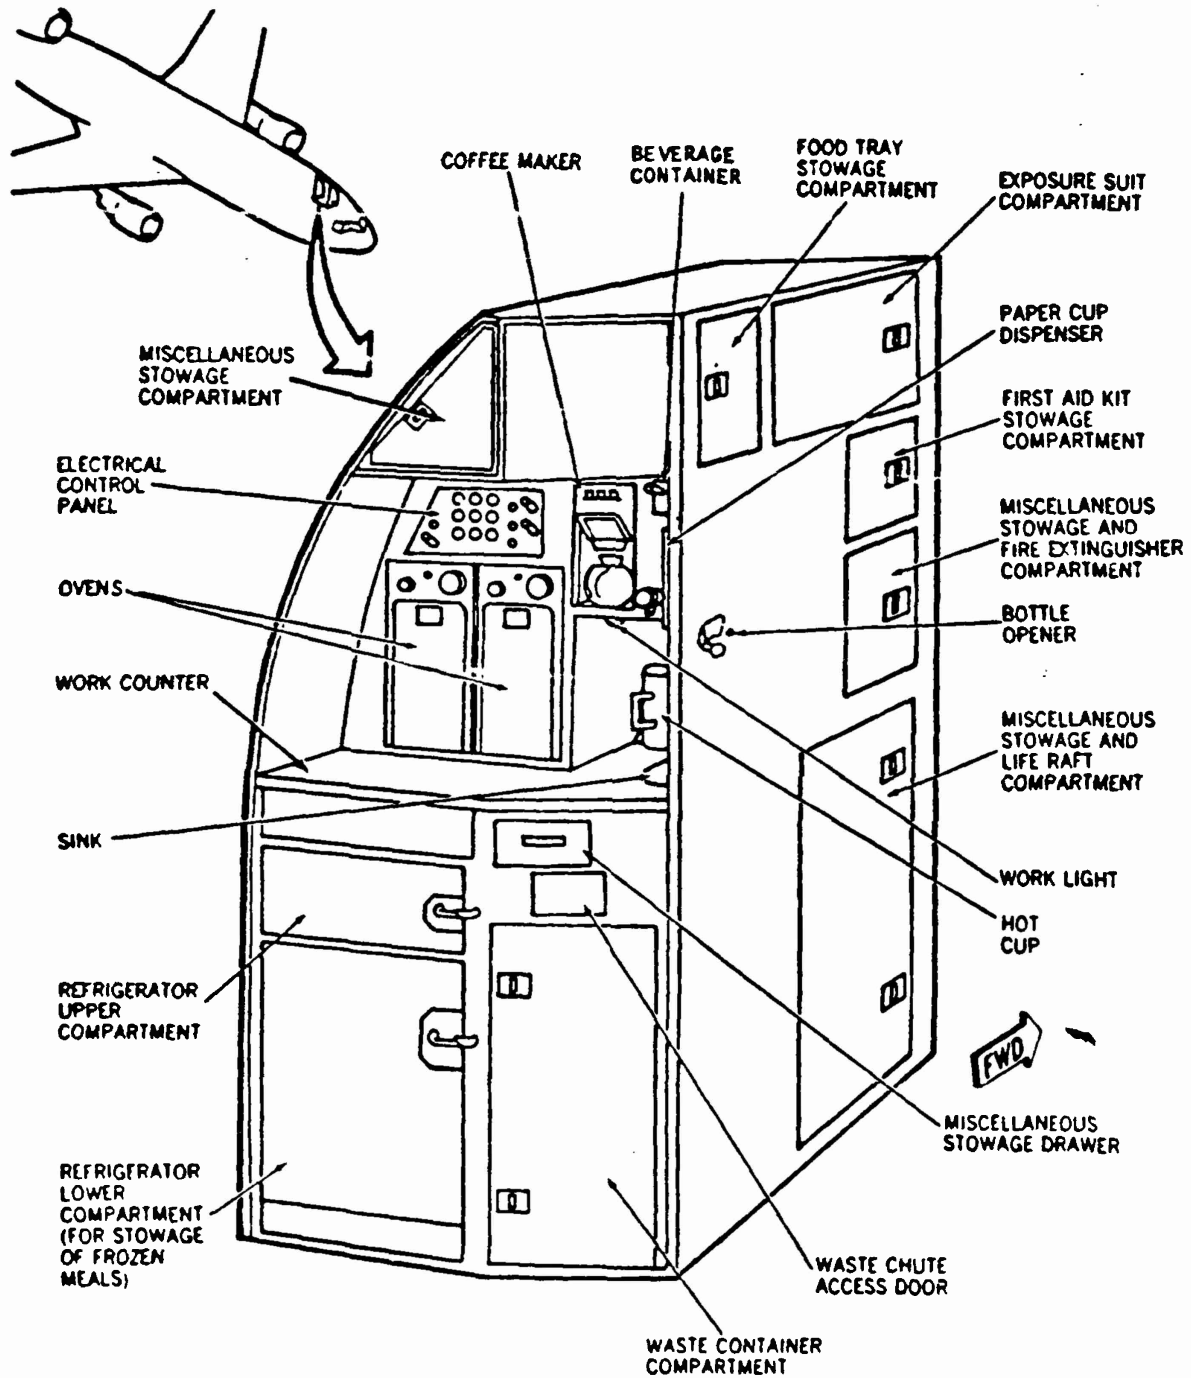 COFFEE MAKER
BEVERAGE
CONTAINER
FOOD TRAY
STOWAGE
COMPARTMENT
EXPOSURE SUIT
COMPARTMENT
PAPER CUP
DISPENSER
MISCELLANEOUS
STOWAGE
COMPARTMENT
FIRST AID KIT
STOWAGE
COMPARTMENT
ELECTRICAL
CONTROL
PANEL
MISCELLANEOUS
STOWAGE AND
FIRE EXTINGUISHER
COMPARTMENT
OVENS
BOTTLE
OPENER
WORK COUNTER
MISCELLANEOUS
STOWAGE AND
LIFE RAFT
COMPARTMENT
SINK
WORK LIGHT
HOT
CUP
REFRIGERATOR
UPPER
COMPARTMENT
FWD
MISCELLANEOUS
STOWAGE DRAWER
REFRIGERATOR
LOWER
COMPARTMENT
(FOR STOWAGE
OF FROZEN
MEALS)
WASTE CHUTE
ACCESS DOOR
WASTE CONTAINER
COMPARTMENT